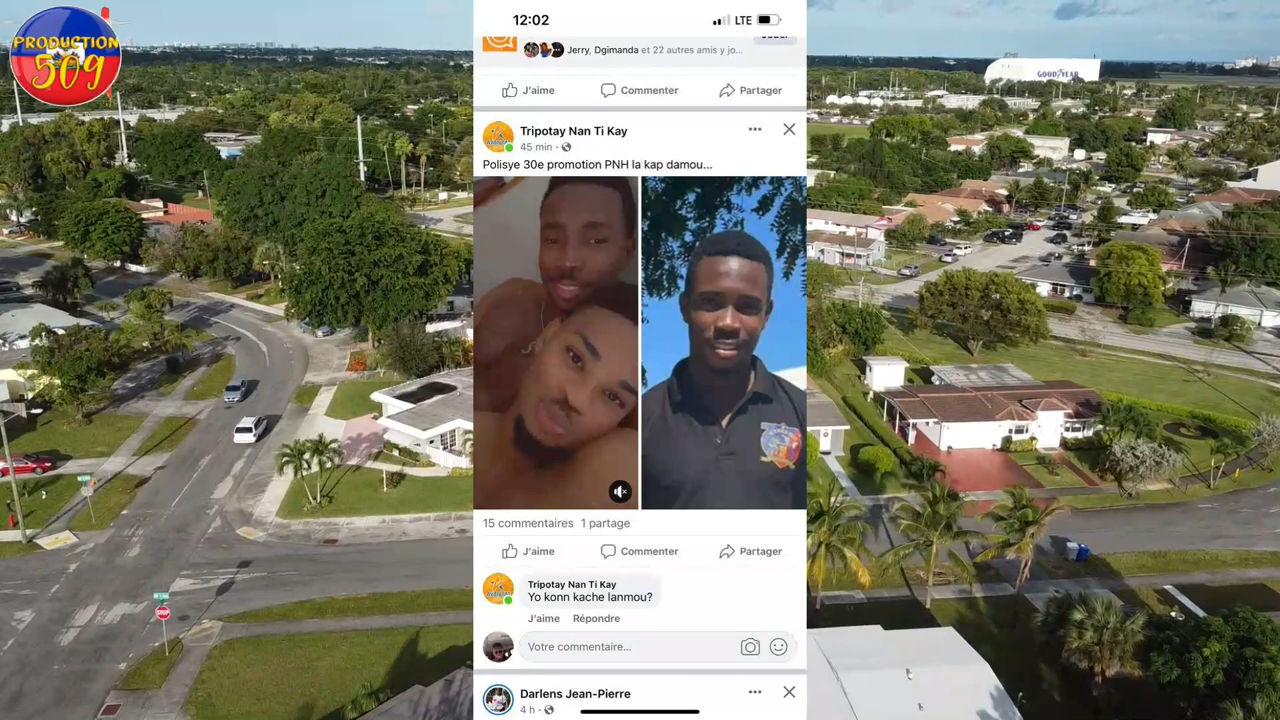 PRODUCTION
509
12:02
LTE
Jerry, Dgimanda et 22 autres amis y jo...
J'aime
Commenter
Partager
Tripotay Nan Ti Kay
45 min
Polisye 30e promotion PNH la kap damou...
15 commentaires 1 partage
J'aime
Commenter
Partager
Tripotay Nan Ti Kay
Yo konn kache lanmou?
J'aime Répondre
Votre commentaire...
Darlens Jean-Pierre
4 h
GOODYEAR
STOP